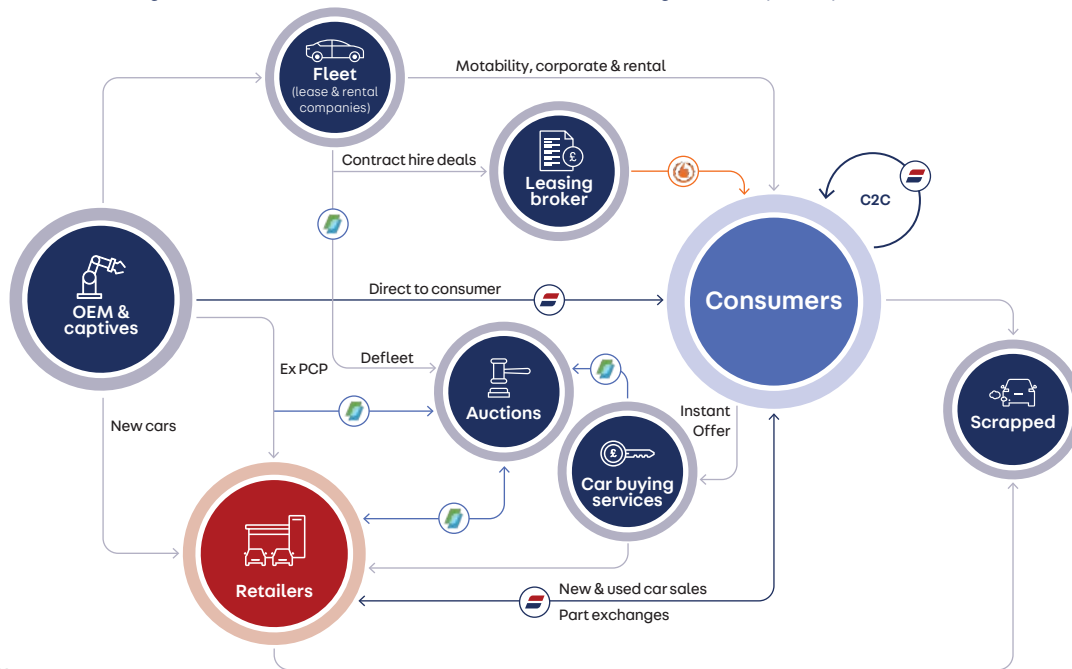 Fleet
(lease & rental
companies)
Motability, corporate & rental
Contract hire deals
£
Leasing
broker
C2C
OEM &
captives
Direct to consumer
Consumers
Ex PCP
Defleet
Auctions
New cars
Instant
Offer
£
Car buying
services
Scrapped
Retailers
New & used car sales
Part exchanges